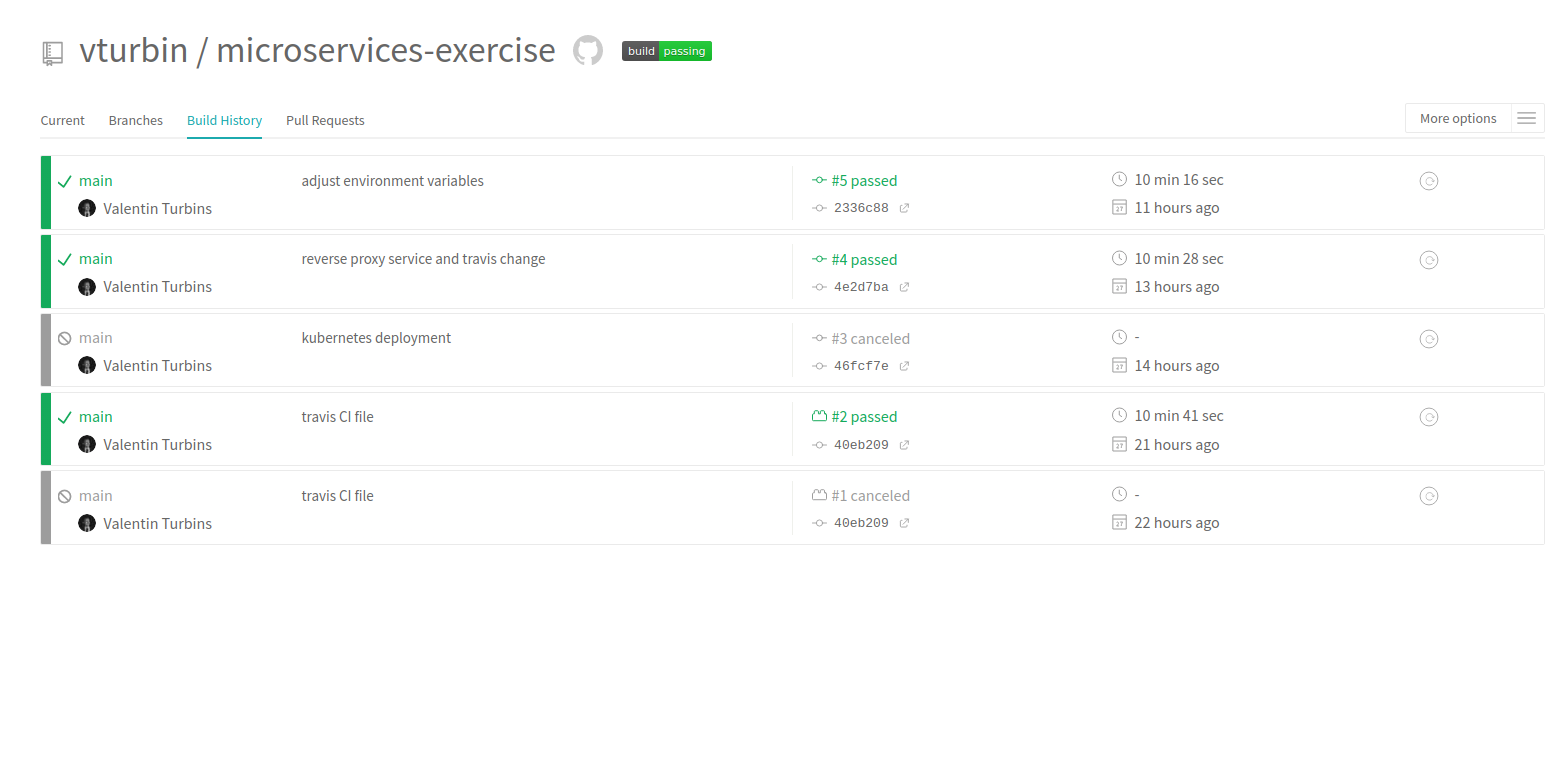 vturbin / microservices-exercise build passing
Current Branches Build History Pull Requests More options
main adjust environment variables #5 passed 10 min 16 sec
Valentin Turbins 2336c88 11 hours ago
main reverse proxy service and travis change #4 passed 10 min 28 sec
Valentin Turbins 4e2d7ba 13 hours ago
main kubernetes deployment #3 canceled -
Valentin Turbins 46fcf7e 14 hours ago
main travis CI file #2 passed 10 min 41 sec
Valentin Turbins 40eb209 21 hours ago
main travis CI file #1 canceled -
Valentin Turbins 40eb209 22 hours ago